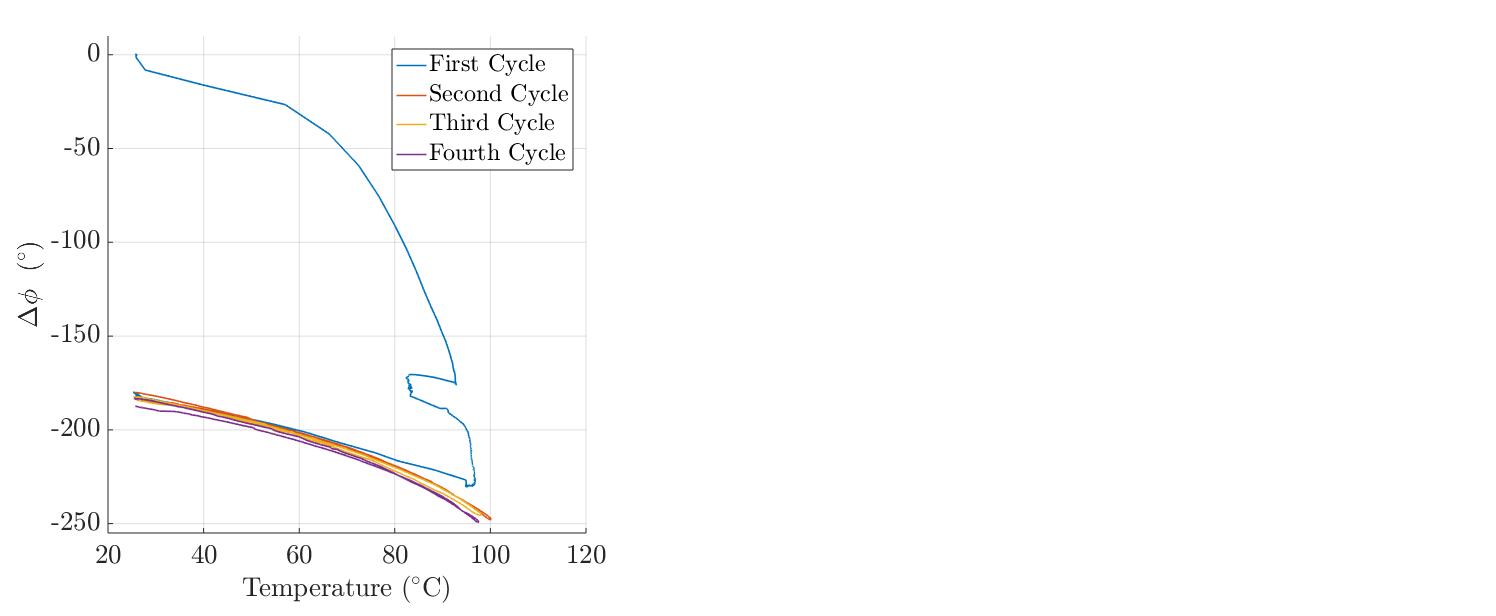 0
-50
-100
-150
-200
-250
Δϕ (°)
First Cycle
Second Cycle
Third Cycle
Fourth Cycle
20 40 60 80 100 120
Temperature (°C)